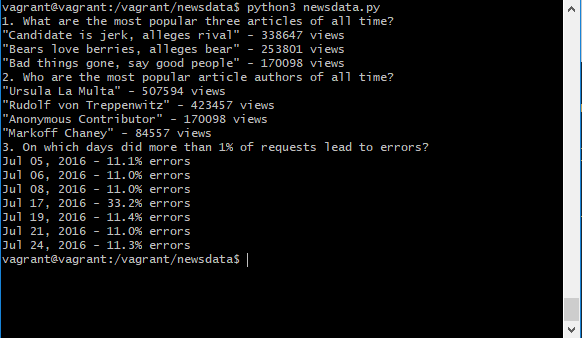 vagrant@vagrant:/vagrant/newsdata$ python3 newsdata.py
1. What are the most popular three articles of all time?
"Candidate is jerk, alleges rival" - 338647 views
"Bears love berries, alleges bear" - 253801 views
"Bad things gone, say good people" - 170098 views
2. Who are the most popular article authors of all time?
"Ursula La Multa" - 507594 views
"Rudolf von Treppenwitz" - 423457 views
"Anonymous Contributor" - 170098 views
"Markoff Chaney" - 84557 views
3. On which days did more than 1% of requests lead to errors?
Jul 05, 2016 - 11.1% errors
Jul 06, 2016 - 11.0% errors
Jul 08, 2016 - 11.0% errors
Jul 17, 2016 - 33.2% errors
Jul 19, 2016 - 11.4% errors
Jul 21, 2016 - 11.0% errors
Jul 24, 2016 - 11.3% errors
vagrant@vagrant:/vagrant/newsdata$